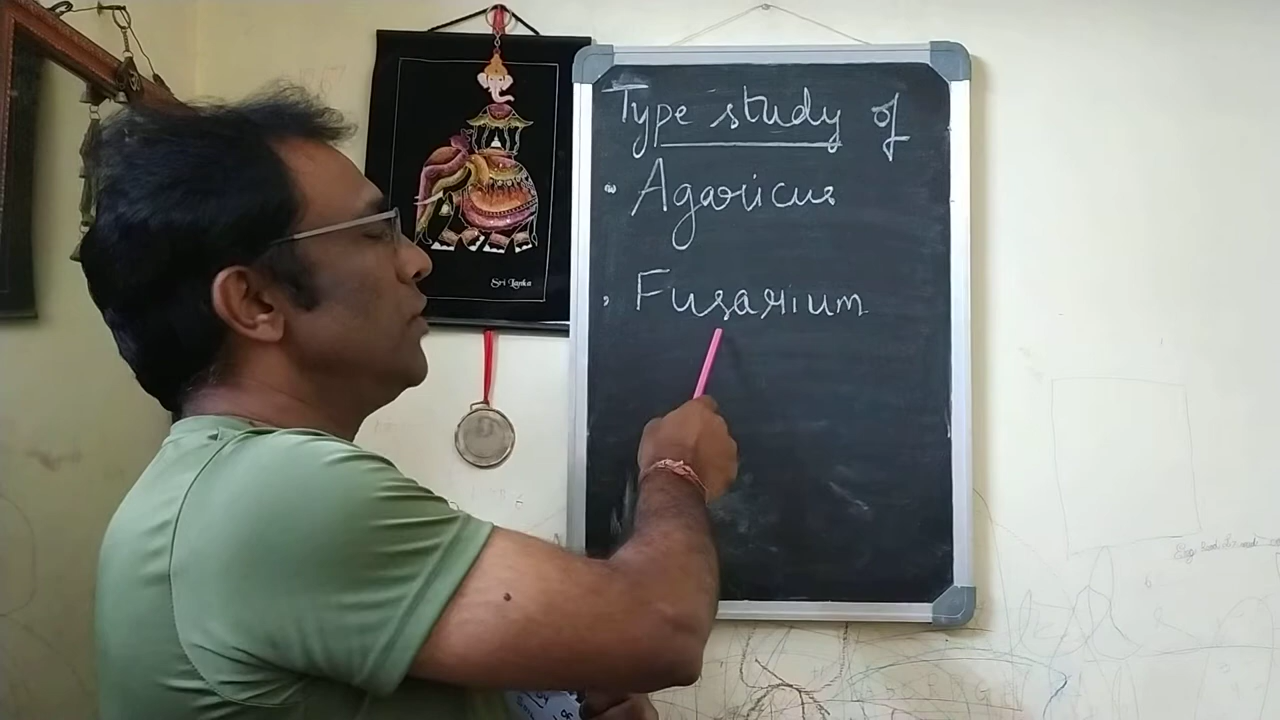 Type study of
• Agaricus
• Fusarium
Sri Lanka